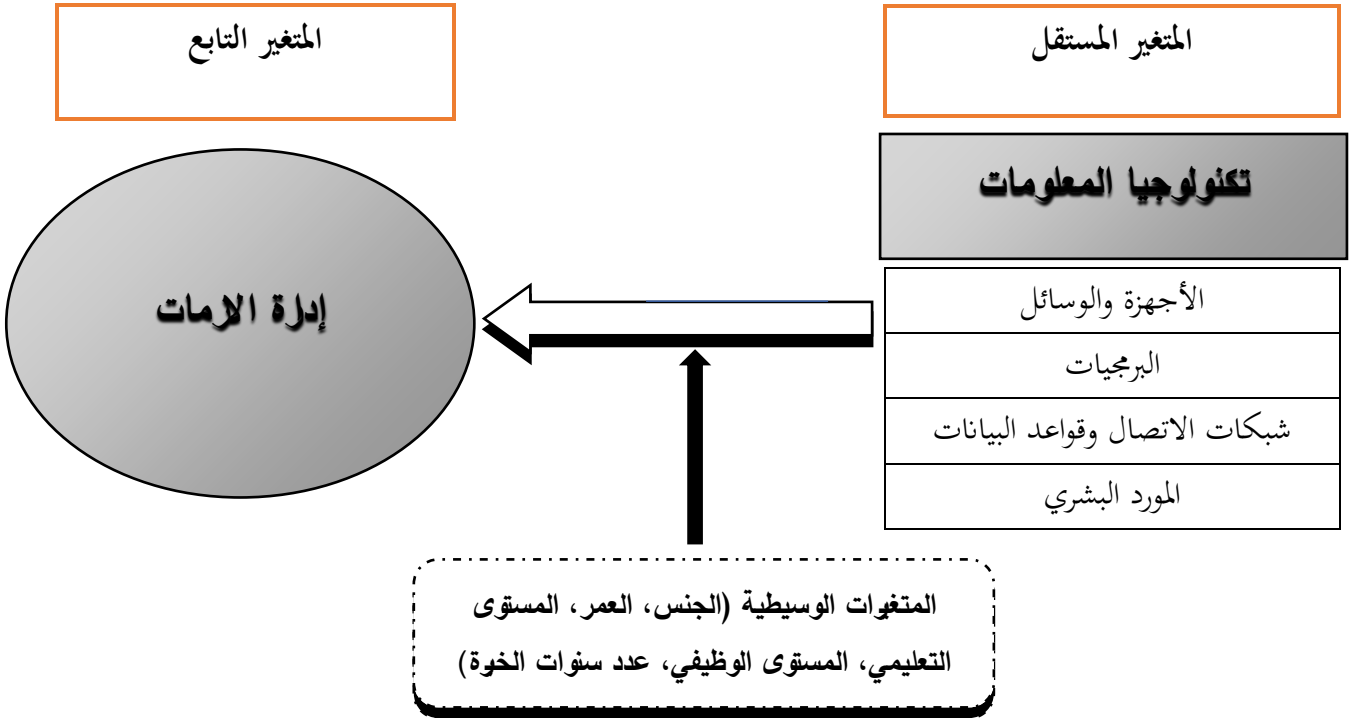 المتغير المستقل
المتغير التابع
تكنولوجيا المعلومات
الأجهزة والوسائل
البرمجيات
شبكات الاتصال وقواعد البيانات
المورد البشري
إدارة الازمات
المتغيرات الوسيطية (الجنس، العمر، المستوى
التعليمي، المستوى الوظيفي، عدد سنوات الخبرة)